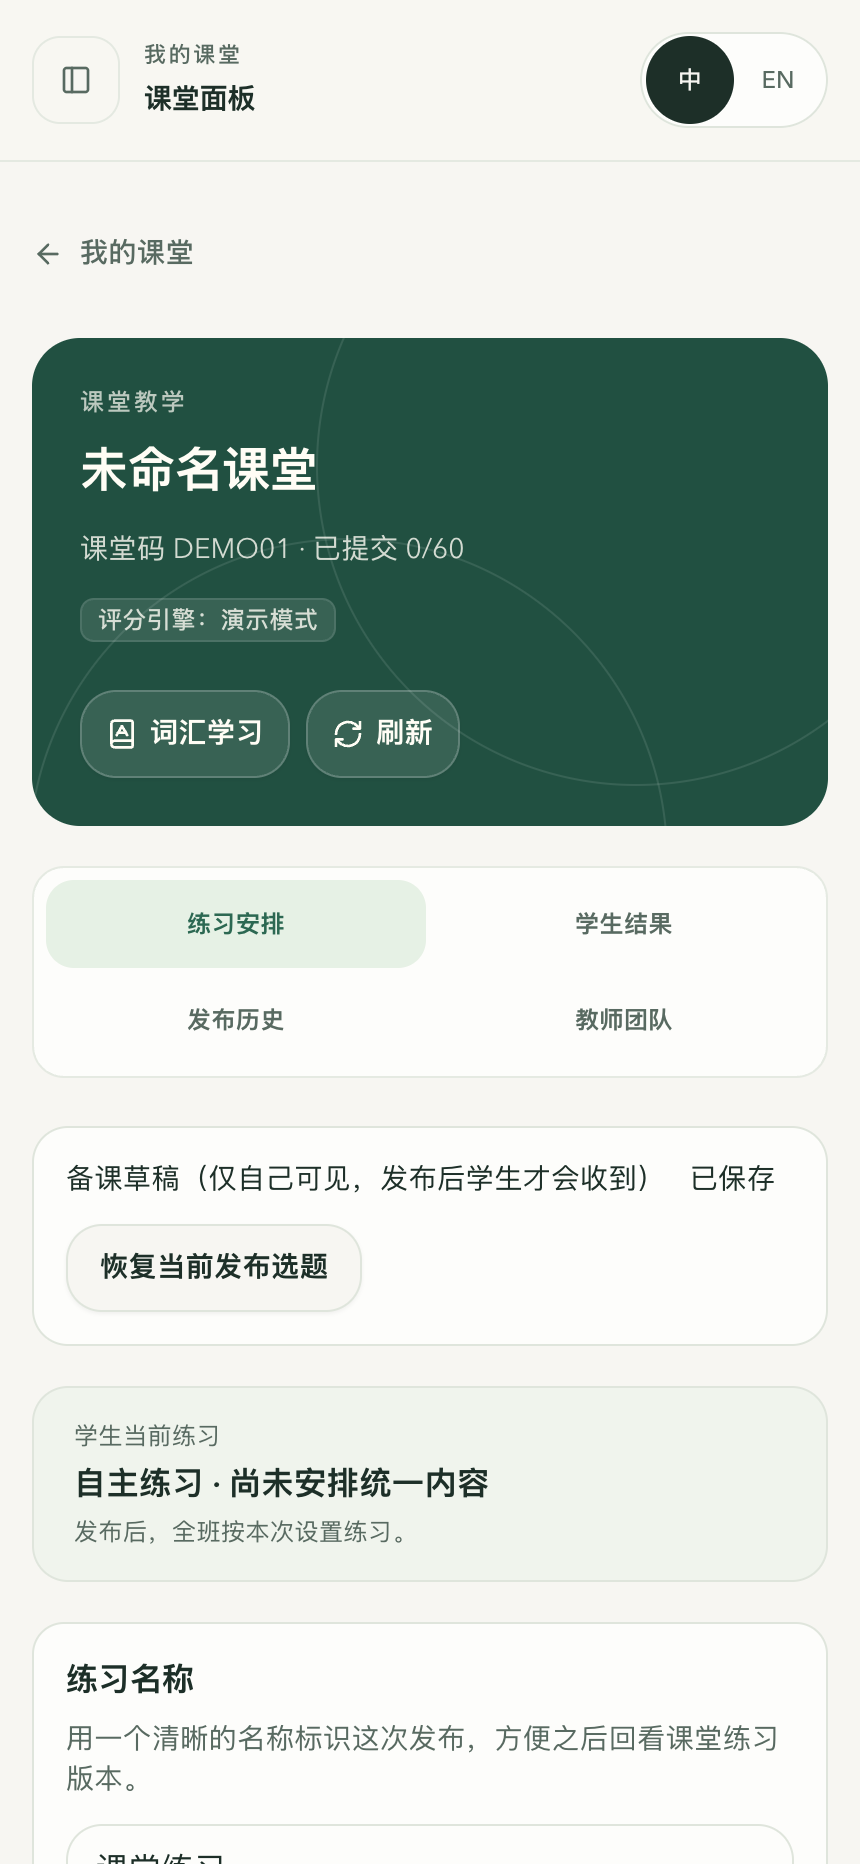 我的课堂
课堂面板
中
EN
我的课堂
课堂教学
未命名课堂
课堂码 DEMO01 · 已提交 0/60
评分引擎：演示模式
词汇学习
刷新
练习安排
学生结果
发布历史
教师团队
备课草稿（仅自己可见，发布后学生才会收到） 已保存
恢复当前发布选题
学生当前练习
自主练习 · 尚未安排统一内容
发布后，全班按本次设置练习。
练习名称
用一个清晰的名称标识这次发布，方便之后回看课堂练习
版本。
课堂练习